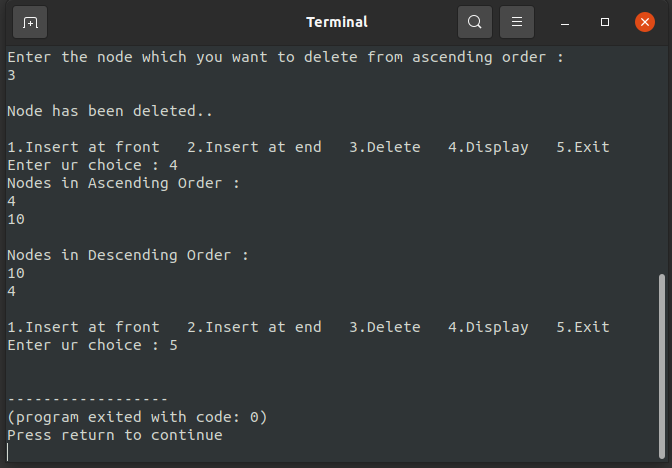 Terminal
Enter the node which you want to delete from ascending order :
3
Node has been deleted..
1.Insert at front   2.Insert at end   3.Delete   4.Display   5.Exit
Enter ur choice : 4
Nodes in Ascending Order :
4
10
Nodes in Descending Order :
10
4
1.Insert at front   2.Insert at end   3.Delete   4.Display   5.Exit
Enter ur choice : 5
------------------
(program exited with code: 0)
Press return to continue